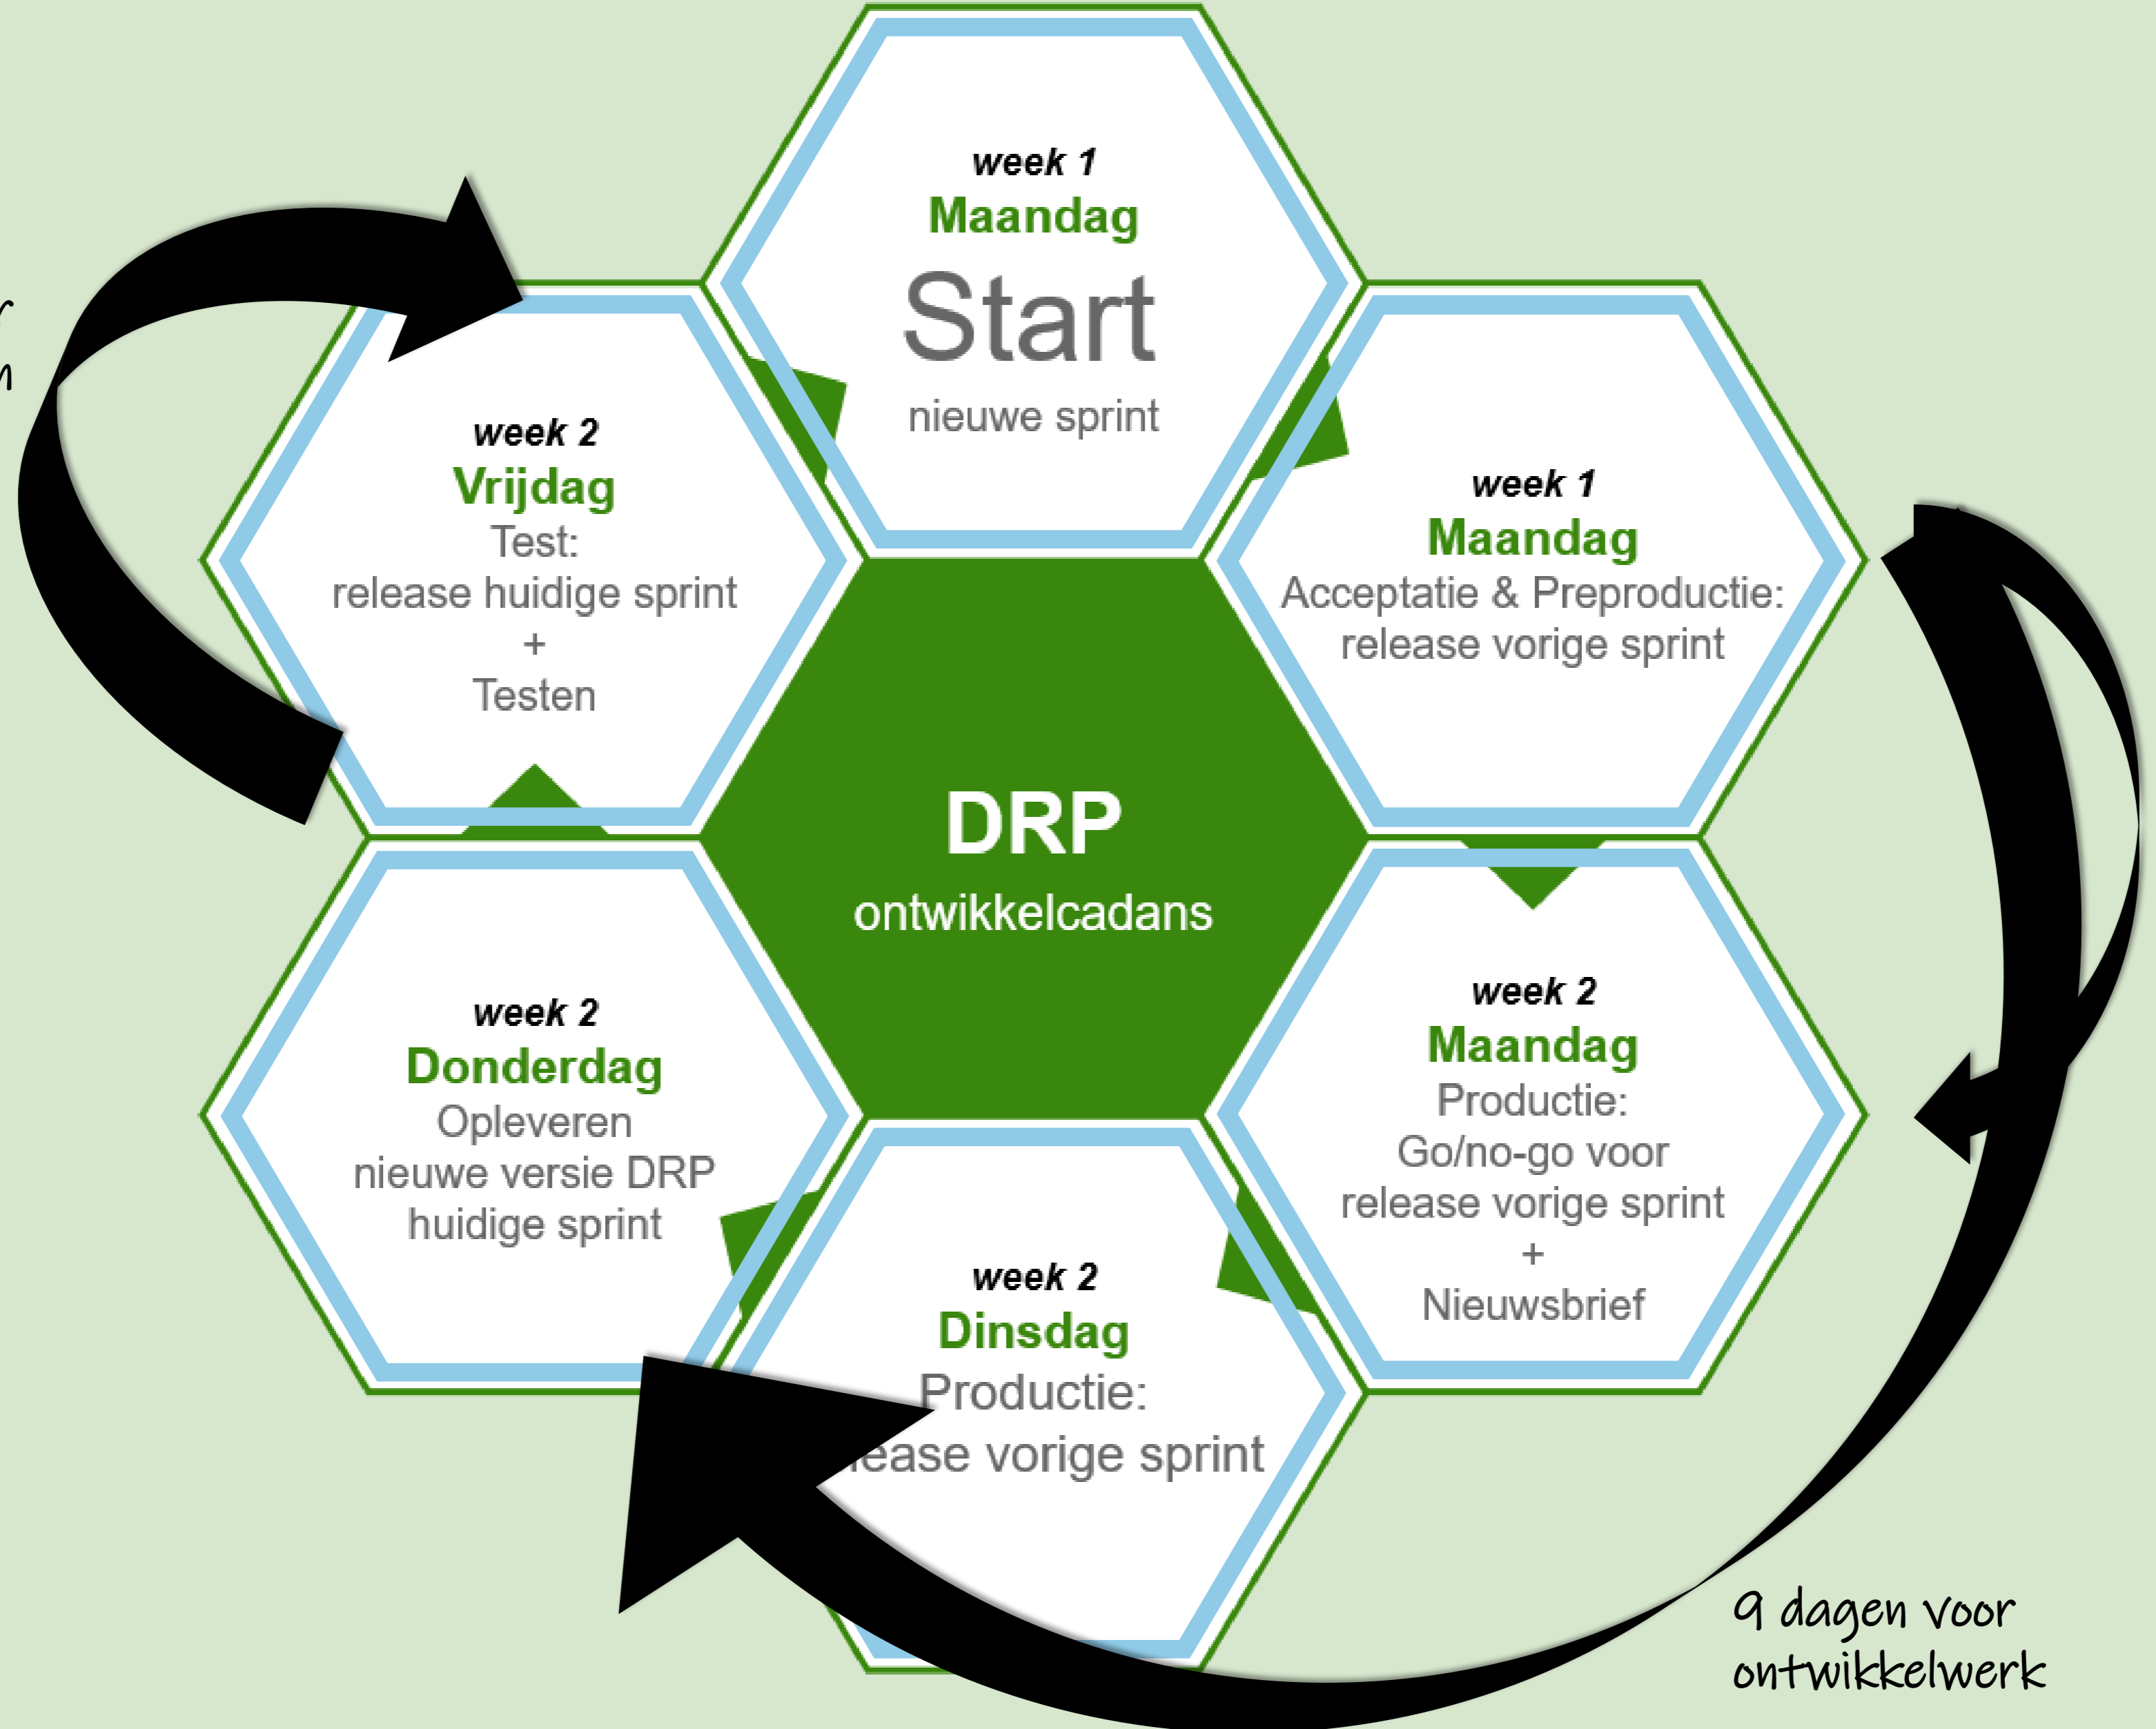 week 1
Maandag
Start
nieuwe sprint
week 1
Maandag
Acceptatie & Preproductie:
release vorige sprint
week 2
Maandag
Productie:
Go/no-go voor
release vorige sprint
+
Nieuwsbrief
week 2
Dinsdag
Productie:
vorige sprint
week 2
Donderdag
Opleveren
nieuwe versie DRP
huidige sprint
week 2
Vrijdag
Test:
release huidige sprint
+
Testen
DRP
ontwikkelcadans
9 dagen voor
ontwikkelwerk